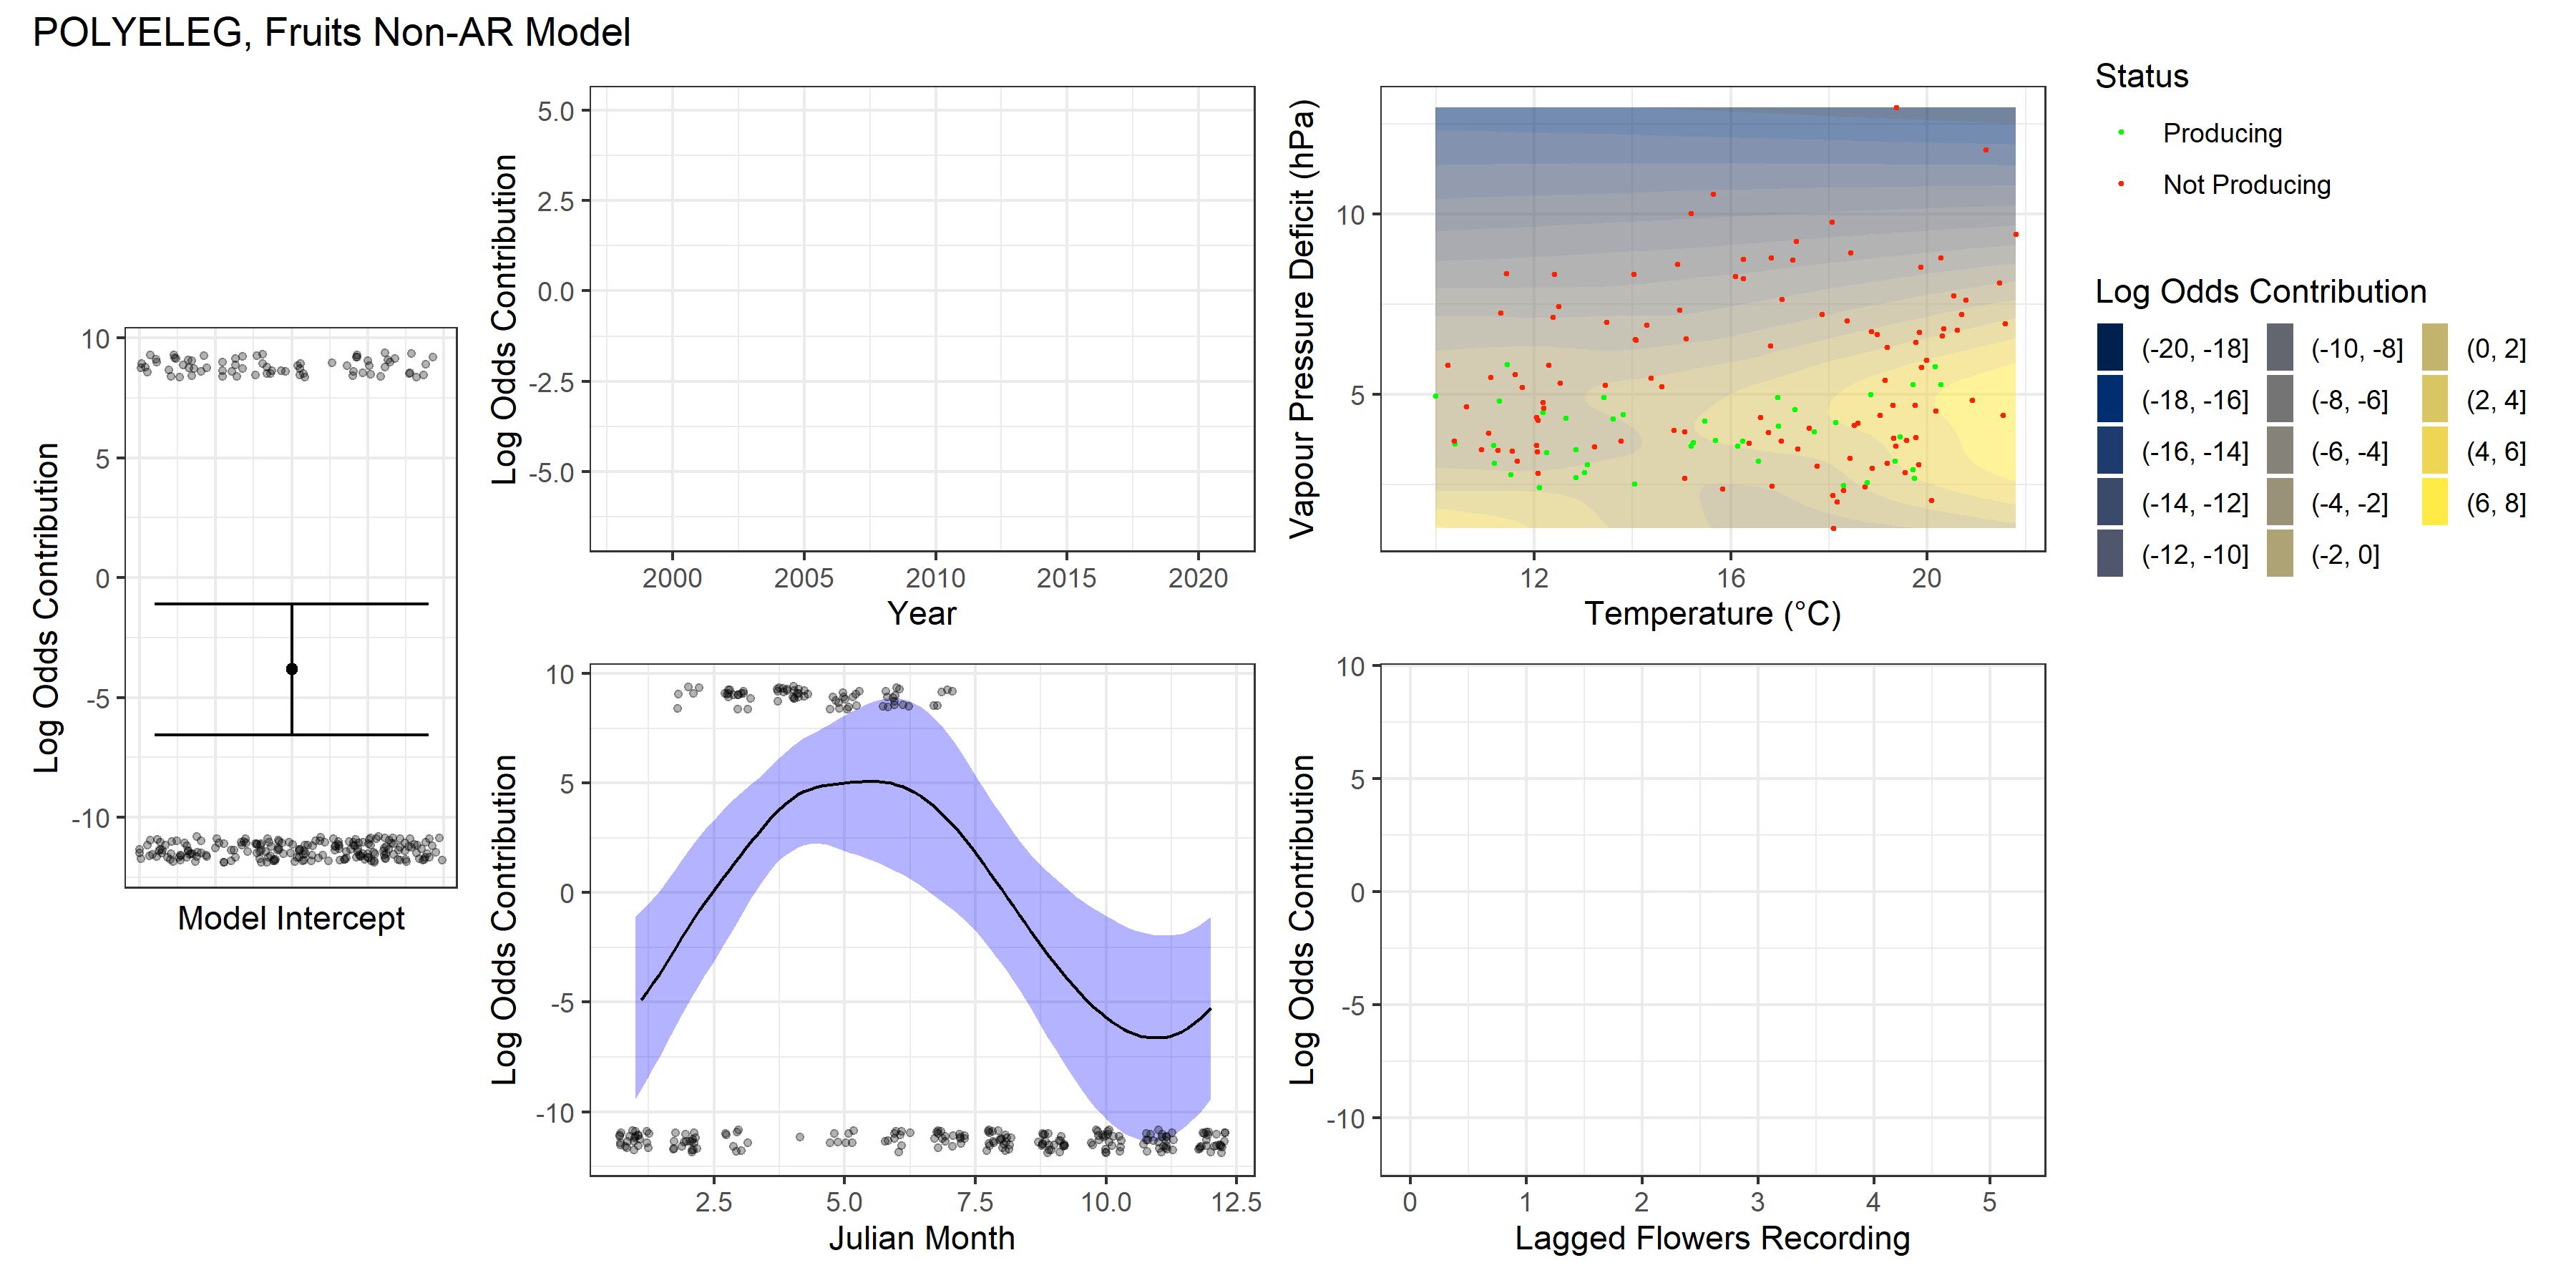 POLYELEG, Fruits Non-AR Model
Log Odds Contribution
10
5
0
-5
-10
Model Intercept
Log Odds Contribution
5.0
2.5
0.0
-2.5
-5.0
2000 2005 2010 2015 2020
Year
Vapour Pressure Deficit (hPa)
10
5
12 16 20
Temperature (°C)
Status
Producing
Not Producing
Log Odds Contribution
(-20, -18] (-10, -8] (0, 2]
(-18, -16] (-8, -6] (2, 4]
(-16, -14] (-6, -4] (4, 6]
(-14, -12] (-4, -2] (6, 8]
(-12, -10] (-2, 0]
Log Odds Contribution
10
5
0
-5
-10
2.5 5.0 7.5 10.0 12.5
Julian Month
Log Odds Contribution
10
5
0
-5
-10
0 1 2 3 4 5
Lagged Flowers Recording